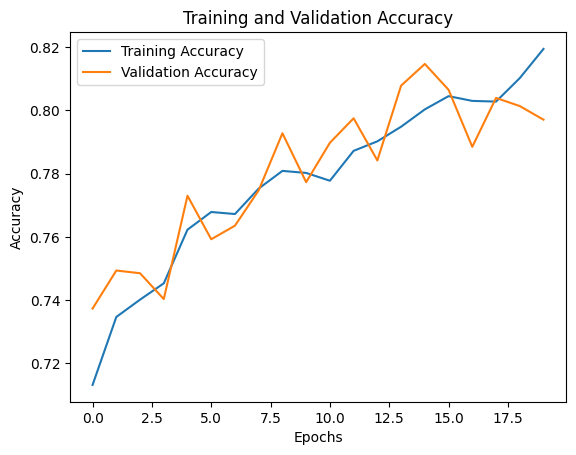 Training and Validation Accuracy
Training Accuracy
Validation Accuracy
0.82
0.80
0.78
0.76
0.74
0.72
Accuracy
0.0 2.5 5.0 7.5 10.0 12.5 15.0 17.5
Epochs